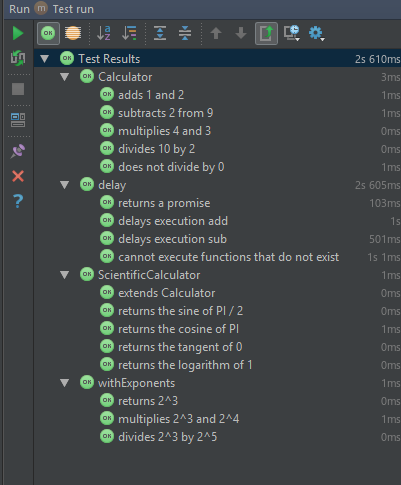 Run m Test run
OK
Test Results 2s 610ms
OK Calculator 3ms
OK adds 1 and 2 1ms
OK subtracts 2 from 9 1ms
OK multiplies 4 and 3 0ms
OK divides 10 by 2 0ms
OK does not divide by 0 1ms
OK delay 2s 605ms
OK returns a promise 103ms
OK delays execution add
OK delays execution sub 501ms
OK cannot execute functions that do not exist 1s 1ms
OK ScientificCalculator 1ms
OK extends Calculator 0ms
OK returns the sine of PI / 2 0ms
OK returns the cosine of PI 1ms
OK returns the tangent of 0 0ms
OK returns the logarithm of 1 0ms
OK withExponents 1ms
OK returns 2^3 0ms
OK multiplies 2^3 and 2^4 1ms
OK divides 2^3 by 2^5 0ms